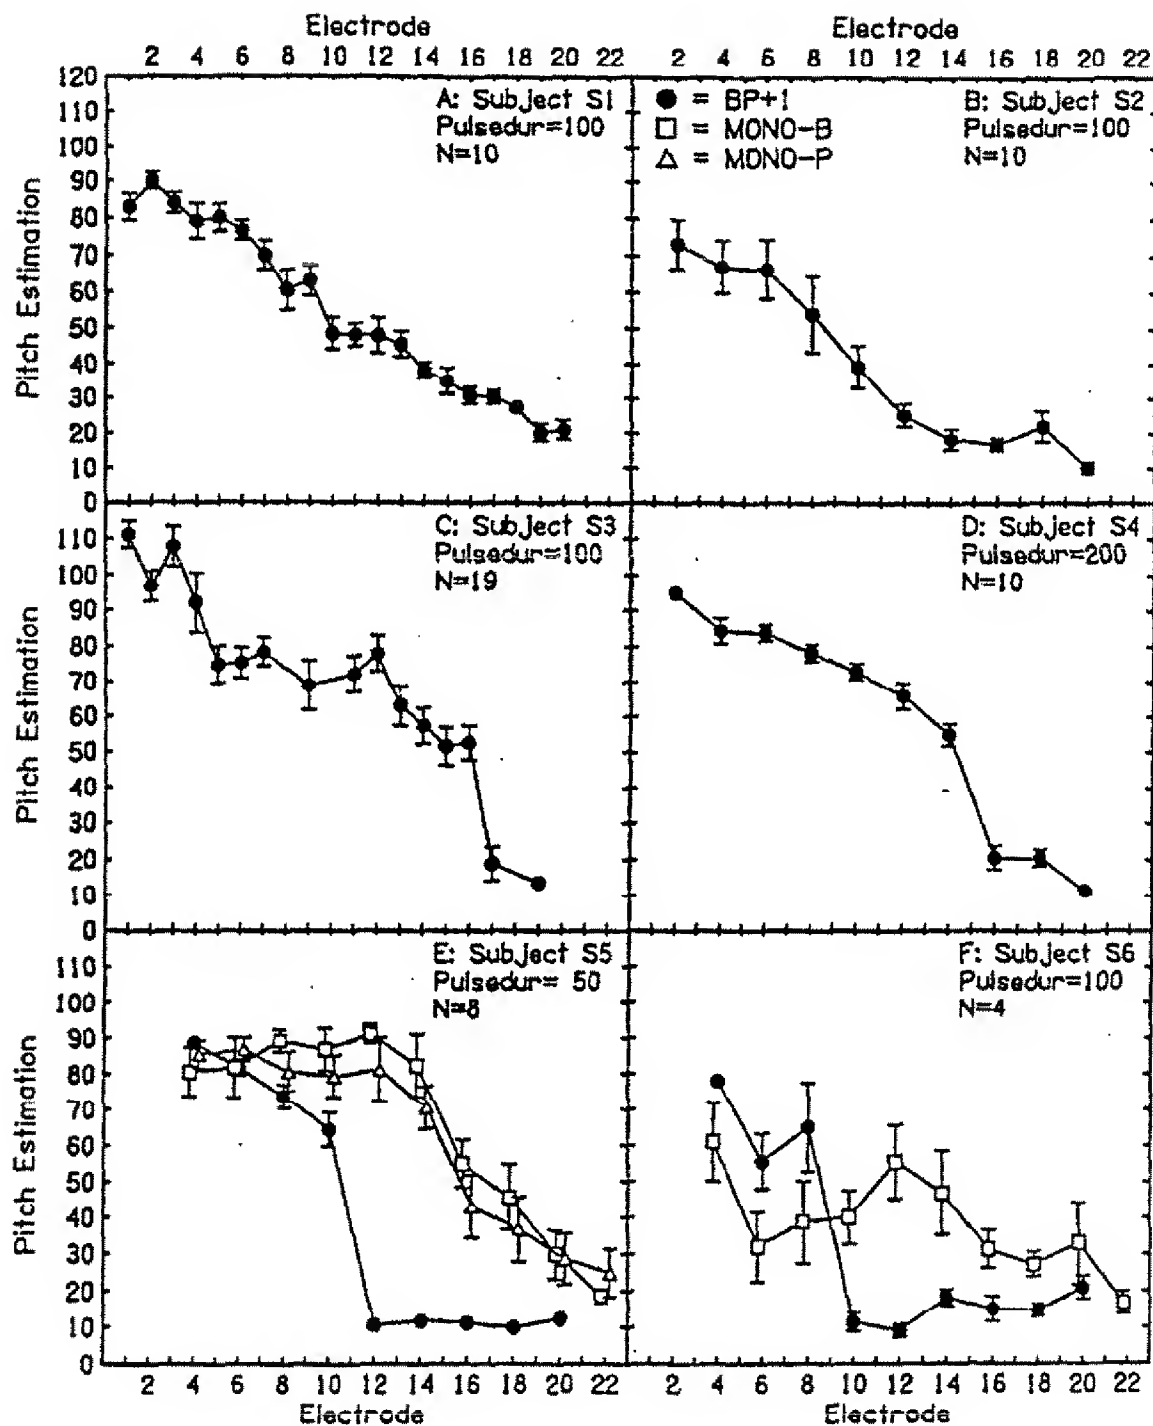 Electrode
Electrode
2 4 6 8 10 12 14 16 18 20 22
2 4 6 8 10 12 14 16 18 20 22
120
110
100
90
80
70
60
50
40
30
20
10
0
Pitch Estimation
A: Subject S1
Pulsedur=100
N=10
● = BP+1
□ = MONO-B
△ = MONO-P
B: Subject S2
Pulsedur=100
N=10
110
100
90
80
70
60
50
40
30
20
10
0
Pitch Estimation
C: Subject S3
Pulsedur=100
N=19
D: Subject S4
Pulsedur=200
N=10
110
100
90
80
70
60
50
40
30
20
10
0
Pitch Estimation
E: Subject S5
Pulsedur= 50
N=8
F: Subject S6
Pulsedur=100
N=4
2 4 6 8 10 12 14 16 18 20 22
2 4 6 8 10 12 14 16 18 20 22
Electrode
Electrode